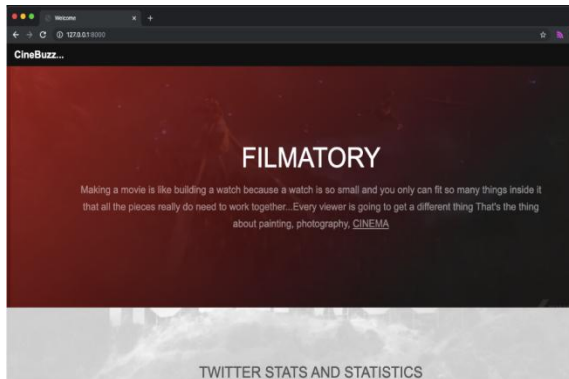 Welcome
127.0.0.1:8000
CineBuzz...
FILMATORY
Making a movie is like building a watch because a watch is so small and you only can fit so many things inside it
that all the pieces really do need to work together...Every viewer is going to get a different thing That's the thing
about painting, photography, CINEMA
TWITTER STATS AND STATISTICS